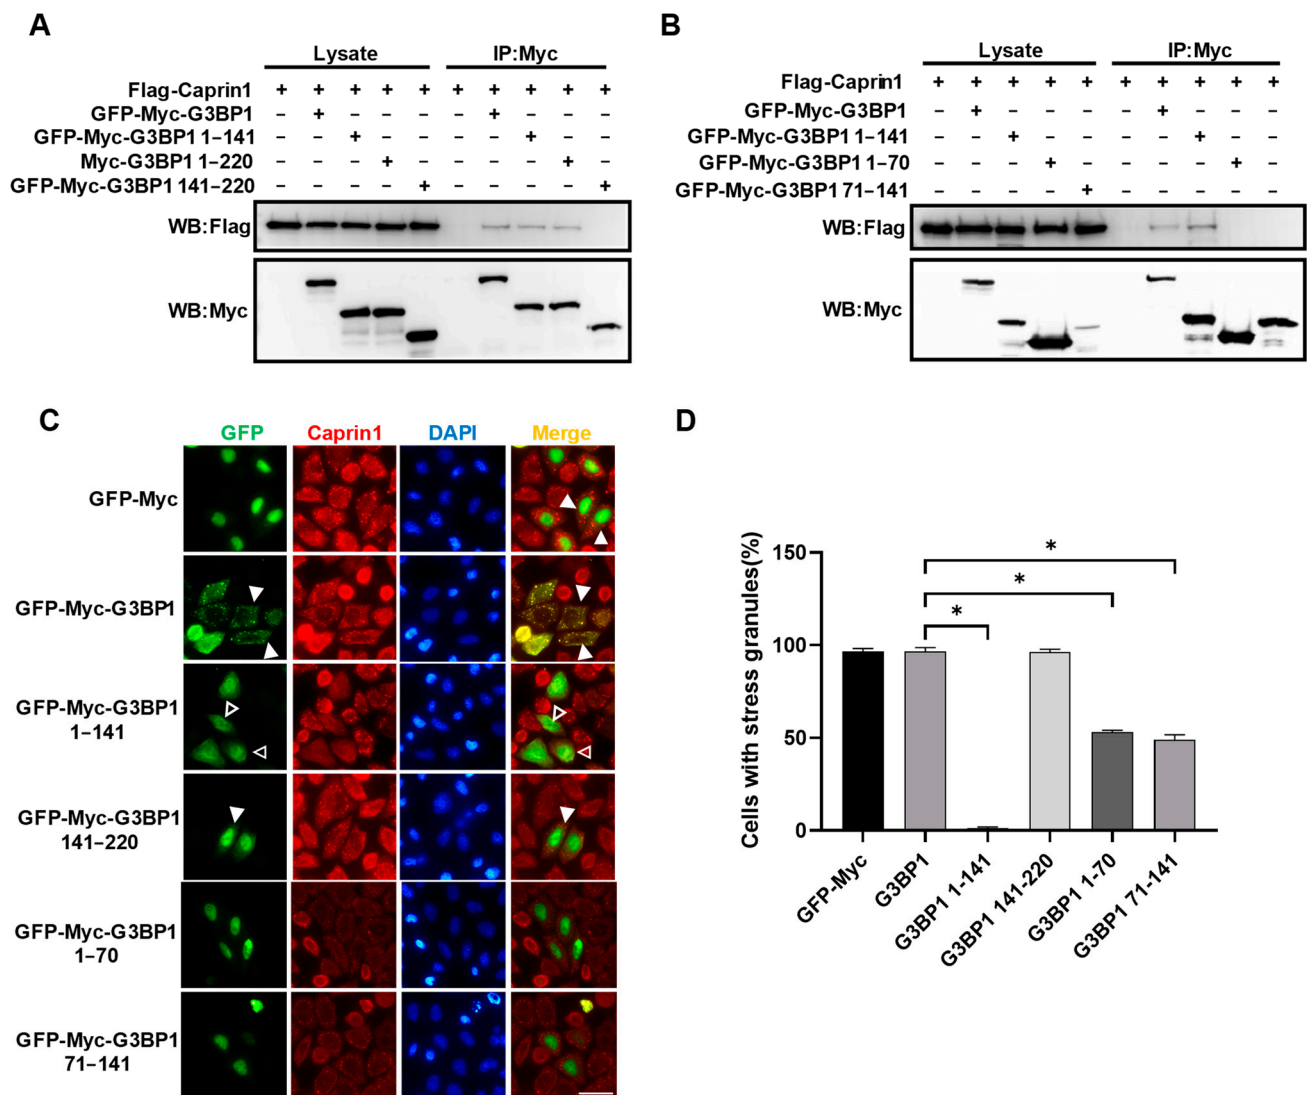 A
Lysate IP:Myc
Flag-Caprin1 + + + + + + + + + +
GFP-Myc-G3BP1 – + – – – – + – – –
GFP-Myc-G3BP1 1–141 – – + – – – – + – –
Myc-G3BP1 1–220 – – – + – – – – + –
GFP-Myc-G3BP1 141–220 – – – – + – – – – +
WB:Flag
WB:Myc
B
Lysate IP:Myc
Flag-Caprin1 + + + + + + + + + +
GFP-Myc-G3BP1 – + – – – – + – – –
GFP-Myc-G3BP1 1–141 – – + – – – – + – –
GFP-Myc-G3BP1 1–70 – – – + – – – – + –
GFP-Myc-G3BP1 71–141 – – – – + – – – – +
WB:Flag
WB:Myc
C
GFP Caprin1 DAPI Merge
GFP-Myc
GFP-Myc-G3BP1
GFP-Myc-G3BP1
1–141
GFP-Myc-G3BP1
141–220
GFP-Myc-G3BP1
1–70
GFP-Myc-G3BP1
71–141
D
Cells with stress granules(%)
150
100
50
0
*
*
*
GFP-Myc
G3BP1
G3BP1 1-141
G3BP1 141-220
G3BP1 1-70
G3BP1 71-141